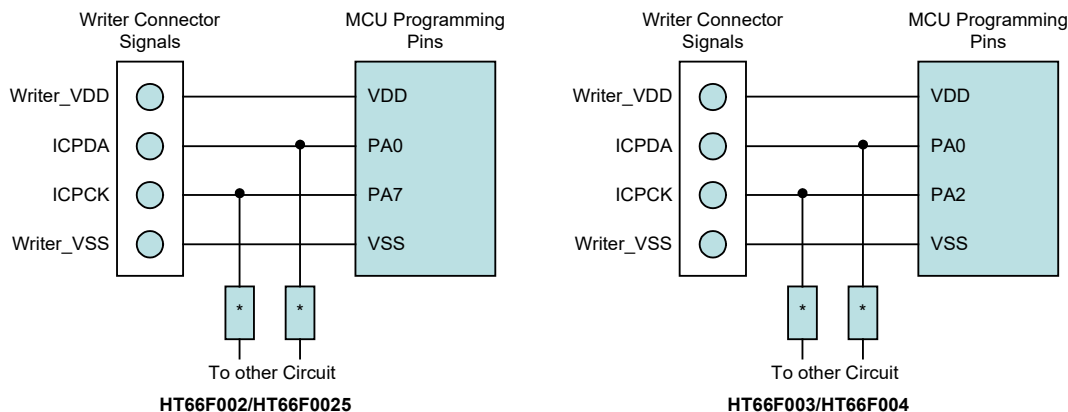 Writer Connector
Signals
MCU Programming
Pins
Writer_VDD
VDD
ICPDA
PA0
ICPCK
PA7
Writer_VSS
VSS
*
*
To other Circuit
HT66F002/HT66F0025
Writer Connector
Signals
MCU Programming
Pins
Writer_VDD
VDD
ICPDA
PA0
ICPCK
PA2
Writer_VSS
VSS
*
*
To other Circuit
HT66F003/HT66F004